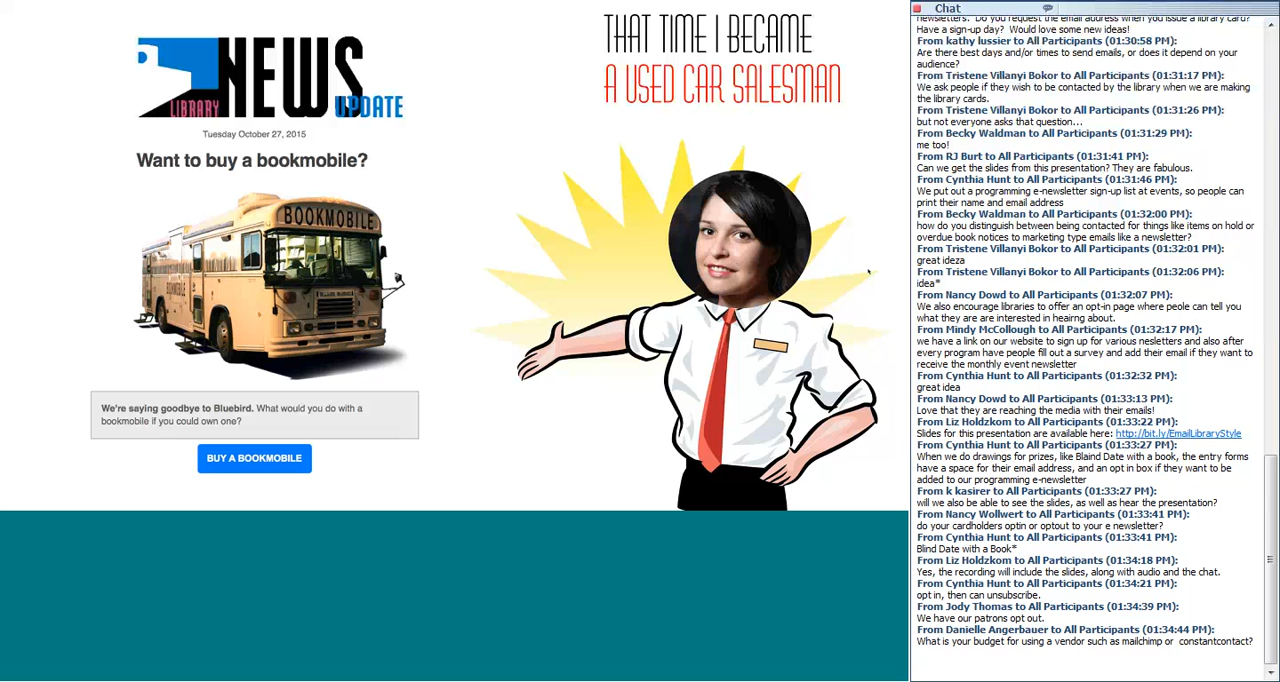 LIBRARY NEWS UPDATE
Tuesday October 27, 2015
Want to buy a bookmobile?
BOOKMOBILE
BOOKMOBILE
We're saying goodbye to Bluebird. What would you do with a
bookmobile if you could own one?
BUY A BOOKMOBILE
THAT TIME I BECAME
A USED CAR SALESMAN
Chat
newsletters. Do you request the email address when you issue a library card?
Have a sign-up day? Would love some new ideas!
From kathy lussier to All Participants (01:30:58 PM):
Are there best days and/or times to send emails, or does it depend on your
audience?
From Tristene Villanyi Bokor to All Participants (01:31:17 PM):
We ask people if they wish to be contacted by the library when we are making
the library cards.
From Tristene Villanyi Bokor to All Participants (01:31:26 PM):
but not everyone asks that question...
From Becky Waldman to All Participants (01:31:29 PM):
me too!
From RJ Burt to All Participants (01:31:41 PM):
Can we get the slides from this presentation? They are fabulous.
From Cynthia Hunt to All Participants (01:31:46 PM):
We put out a programming e-newsletter sign-up list at events, so people can
print their name and email address
From Becky Waldman to All Participants (01:32:00 PM):
how do you distinguish between being contacted for things like items on hold or
overdue book notices to marketing type emails like a newsletter?
From Tristene Villanyi Bokor to All Participants (01:32:01 PM):
great ideza
From Tristene Villanyi Bokor to All Participants (01:32:06 PM):
idea*
From Nancy Dowd to All Participants (01:32:07 PM):
We also encourage libraries to offer an opt-in page where peole can tell you
what they are are interested in heairng about.
From Mindy McCollough to All Participants (01:32:17 PM):
we have a link on our website to sign up for various nesletters and also after
every program have people fill out a survey and add their email if they want to
receive the monthly event newsletter
From Cynthia Hunt to All Participants (01:32:32 PM):
great idea
From Nancy Dowd to All Participants (01:33:13 PM):
Love that they are reaching the media with their emails!
From Liz Holdzkom to All Participants (01:33:22 PM):
Slides for this presentation are available here: http://bit.ly/EmailLibraryStyle
From Cynthia Hunt to All Participants (01:33:27 PM):
When we do drawings for prizes, like Blaind Date with a book, the entry forms
have a space for their email address, and an opt in box if they want to be
added to our programming e-newsletter
From k kasirer to All Participants (01:33:27 PM):
will we also be able to see the slides, as well as hear the presentation?
From Nancy Wollwert to All Participants (01:33:41 PM):
do your cardholders optin or optout to your e newsletter?
From Cynthia Hunt to All Participants (01:33:41 PM):
Blind Date with a Book*
From Liz Holdzkom to All Participants (01:34:18 PM):
Yes, the recording will include the slides, along with audio and the chat.
From Cynthia Hunt to All Participants (01:34:21 PM):
opt in, then can unsubscribe.
From Jody Thomas to All Participants (01:34:39 PM):
We have our patrons opt out.
From Danielle Angerbauer to All Participants (01:34:44 PM):
What is your budget for using a vendor such as mailchimp or constantcontact?